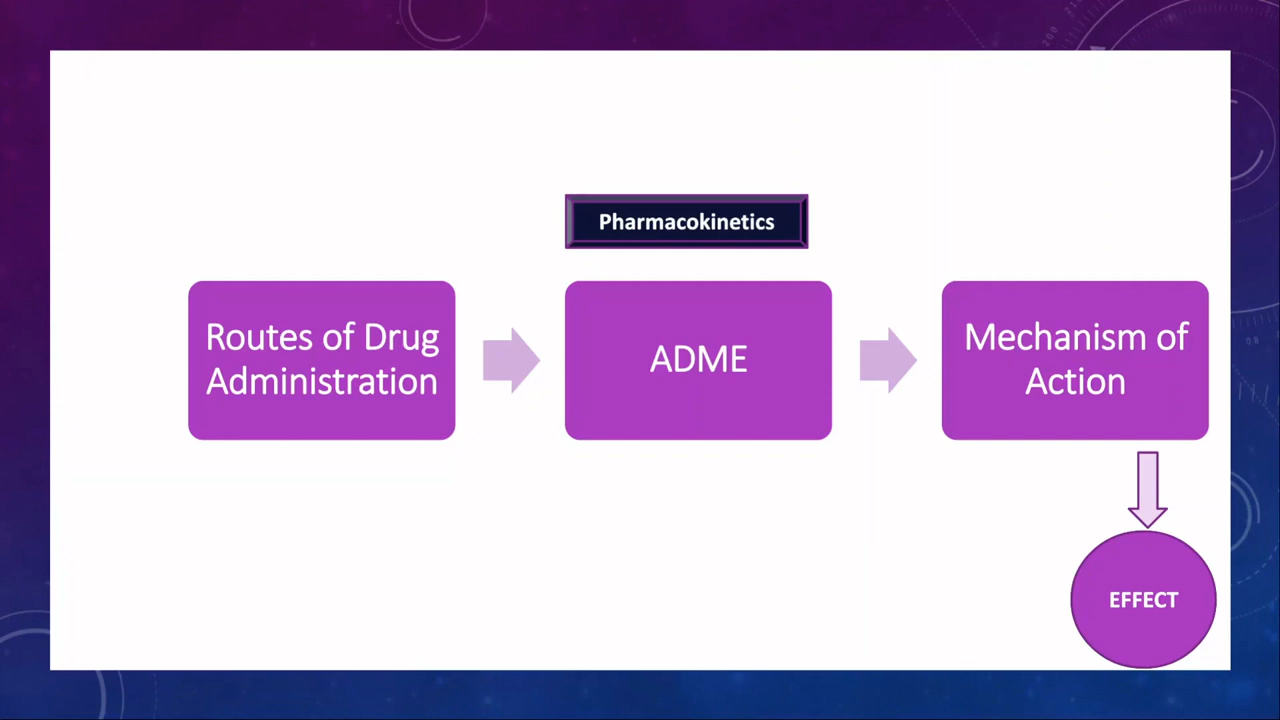 Pharmacokinetics
Routes of Drug
Administration
ADME
Mechanism of
Action
EFFECT